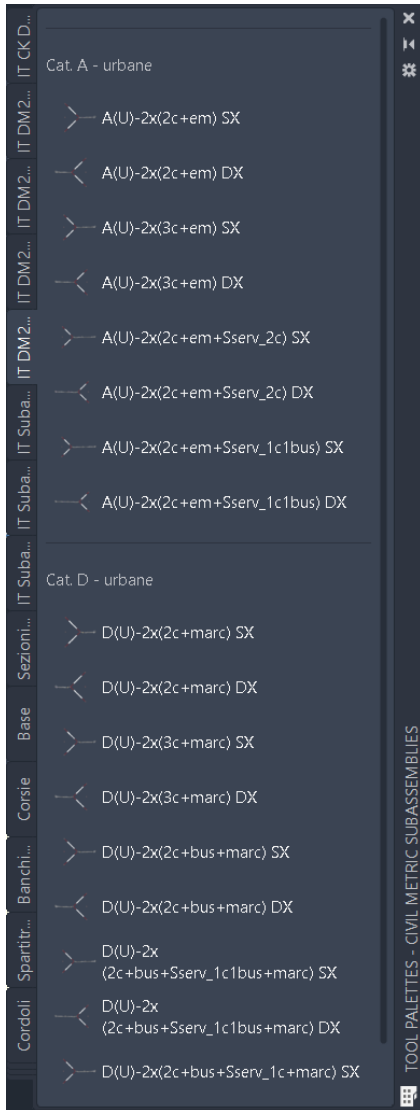 IT CK D...
IT DM2...
IT DM2...
IT DM2...
IT DM2...
IT Suba...
IT Suba...
IT Suba...
Sezioni...
Base
Corsie
Banchi...
Spartitr...
Cordoli
Cat. A - urbane
A(U)-2x(2c+em) SX
A(U)-2x(2c+em) DX
A(U)-2x(3c+em) SX
A(U)-2x(3c+em) DX
A(U)-2x(2c+em+Sserv_2c) SX
A(U)-2x(2c+em+Sserv_2c) DX
A(U)-2x(2c+em+Sserv_1c1bus) SX
A(U)-2x(2c+em+Sserv_1c1bus) DX
Cat. D - urbane
D(U)-2x(2c+marc) SX
D(U)-2x(2c+marc) DX
D(U)-2x(3c+marc) SX
D(U)-2x(3c+marc) DX
D(U)-2x(2c+bus+marc) SX
D(U)-2x(2c+bus+marc) DX
D(U)-2x
(2c+bus+Sserv_1c1bus+marc) SX
D(U)-2x
(2c+bus+Sserv_1c1bus+marc) DX
D(U)-2x(2c+bus+Sserv_1c+marc) SX
TOOL PALETTES - CIVIL METRIC SUBASSEMBLIES